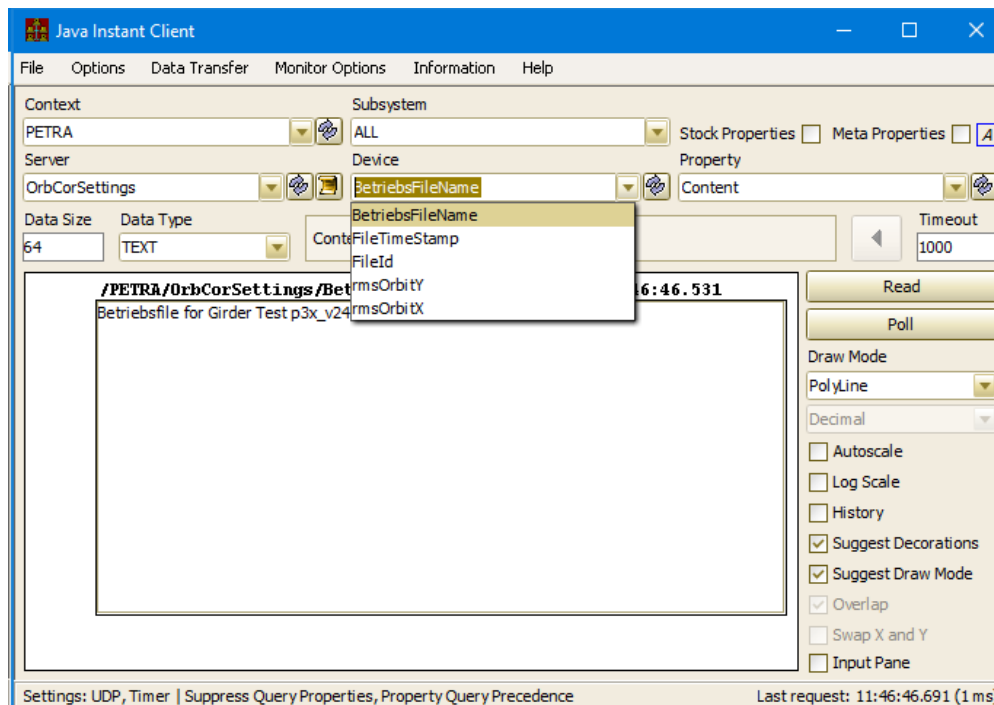 Java Instant Client
File Options Data Transfer Monitor Options Information Help
Context Subsystem
PETRA ALL Stock Properties Meta Properties A
Server Device Property
OrbCorSettings BetriebsFileName Content
Data Size Data Type BetriebsFileName Timeout
64 TEXT FileTimeStamp 1000
FileId
rmsOrbitY
rmsOrbitX
/PETRA/OrbCorSettings/Bet 6:46.531 Read
Betriebsfile for Girder Test p3x_v24 Poll
Draw Mode
PolyLine
Decimal
Autoscale
Log Scale
History
Suggest Decorations
Suggest Draw Mode
Overlap
Swap X and Y
Input Pane
Settings: UDP, Timer | Suppress Query Properties, Property Query Precedence Last request: 11:46:46.691 (1 ms)